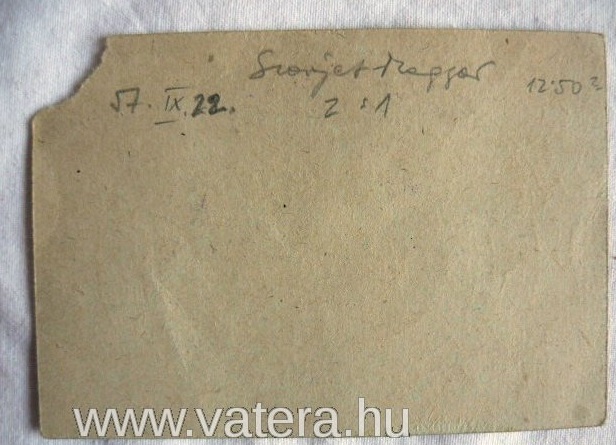 Szovjet Magyar
12.50
57. IX. 22. 2 : 1
www.vatera.hu